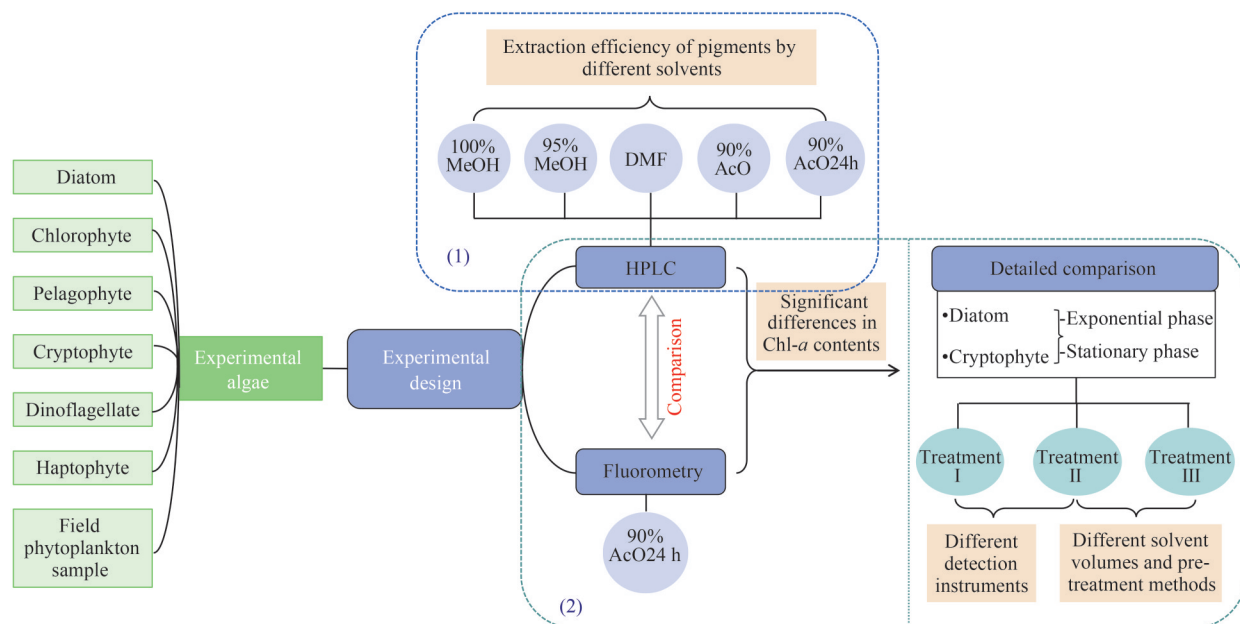 Extraction efficiency of pigments by
different solvents
100%
MeOH
95%
MeOH
DMF
90%
AcO
90%
AcO24h
(1)
HPLC
Diatom
Chlorophyte
Pelagophyte
Cryptophyte
Dinoflagellate
Haptophyte
Field
phytoplankton
sample
Experimental
algae
Experimental
design
Comparison
Fluorometry
90%
AcO24 h
(2)
Significant
differences in
Chl-a contents
Detailed comparison
•Diatom
•Cryptophyte
-Exponential phase
-Stationary phase
Treatment
I
Treatment
II
Treatment
III
Different
detection
instruments
Different solvent
volumes and pre-
treatment methods